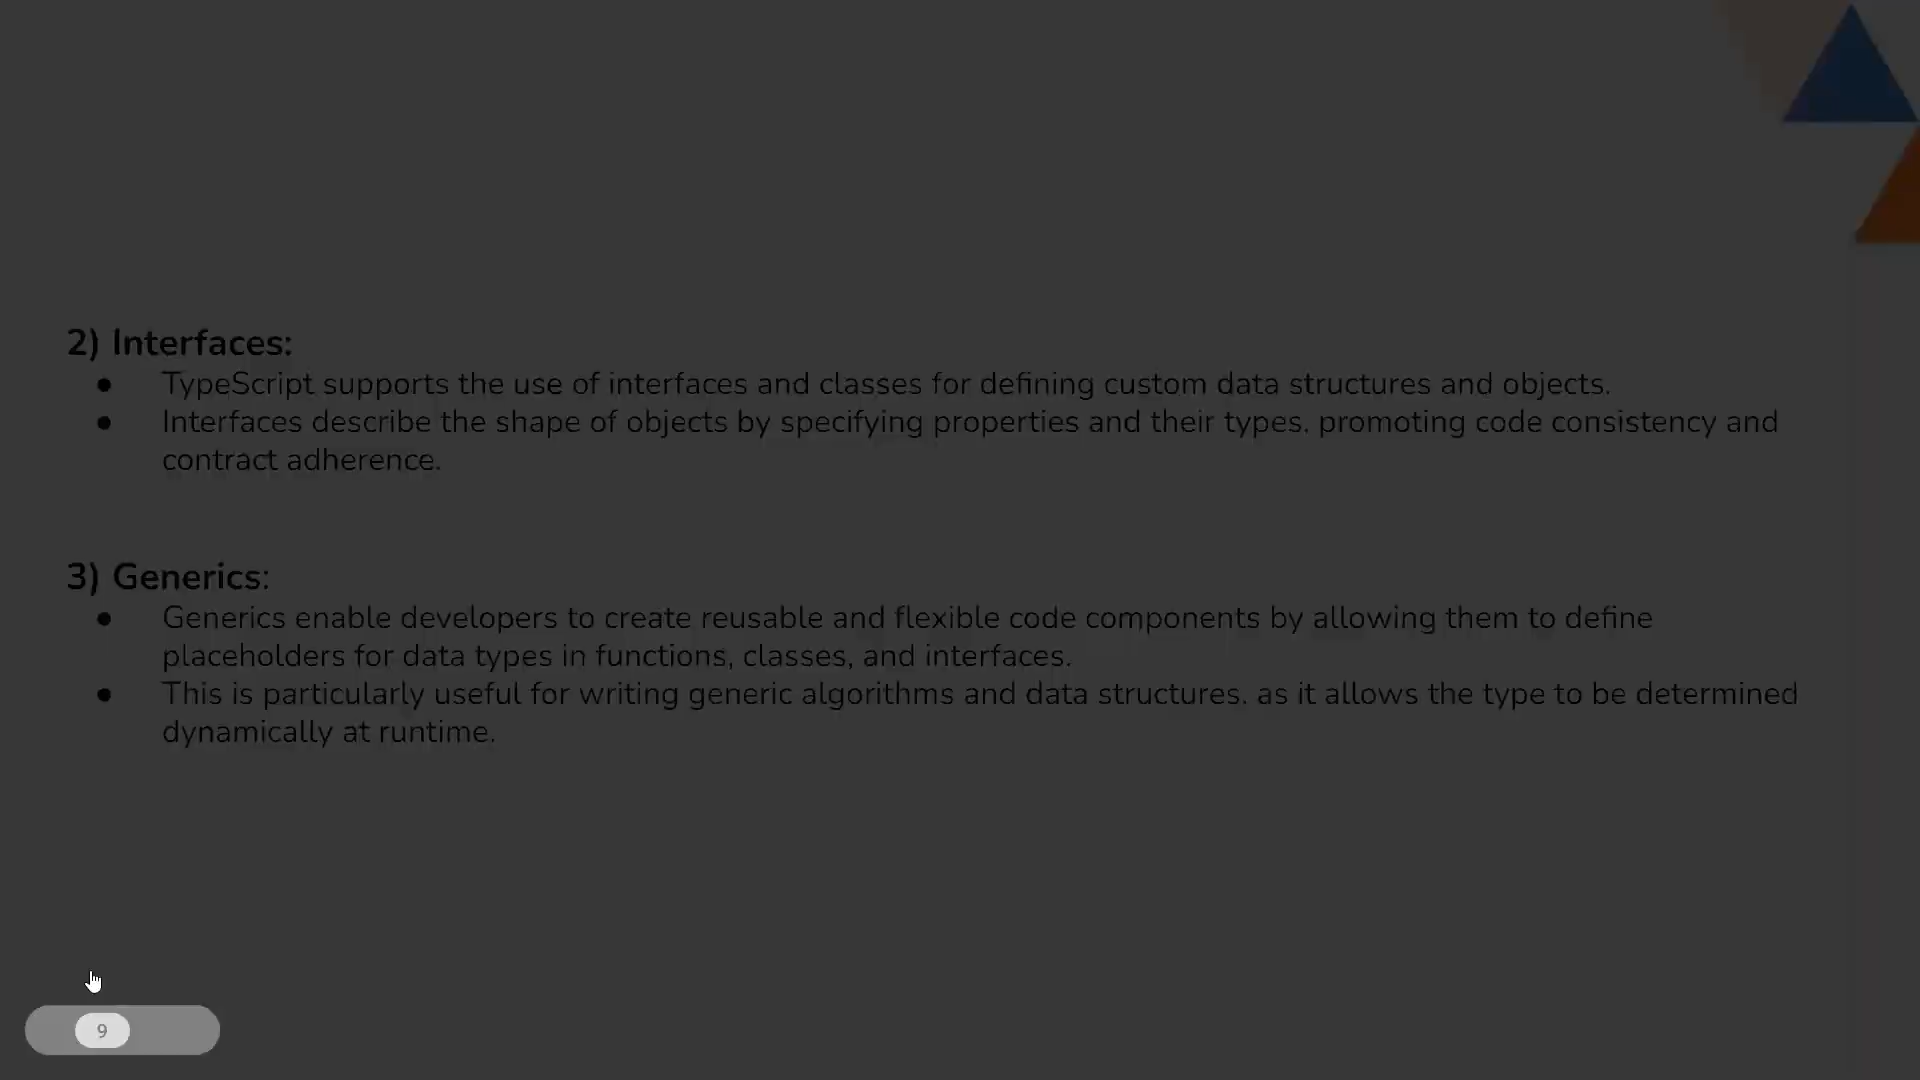 2) Interfaces:
● TypeScript supports the use of interfaces and classes for defining custom data structures and objects.
● Interfaces describe the shape of objects by specifying properties and their types. promoting code consistency and
contract adherence.
3) Generics:
● Generics enable developers to create reusable and flexible code components by allowing them to define
placeholders for data types in functions, classes, and interfaces.
● This is particularly useful for writing generic algorithms and data structures. as it allows the type to be determined
dynamically at runtime.
9